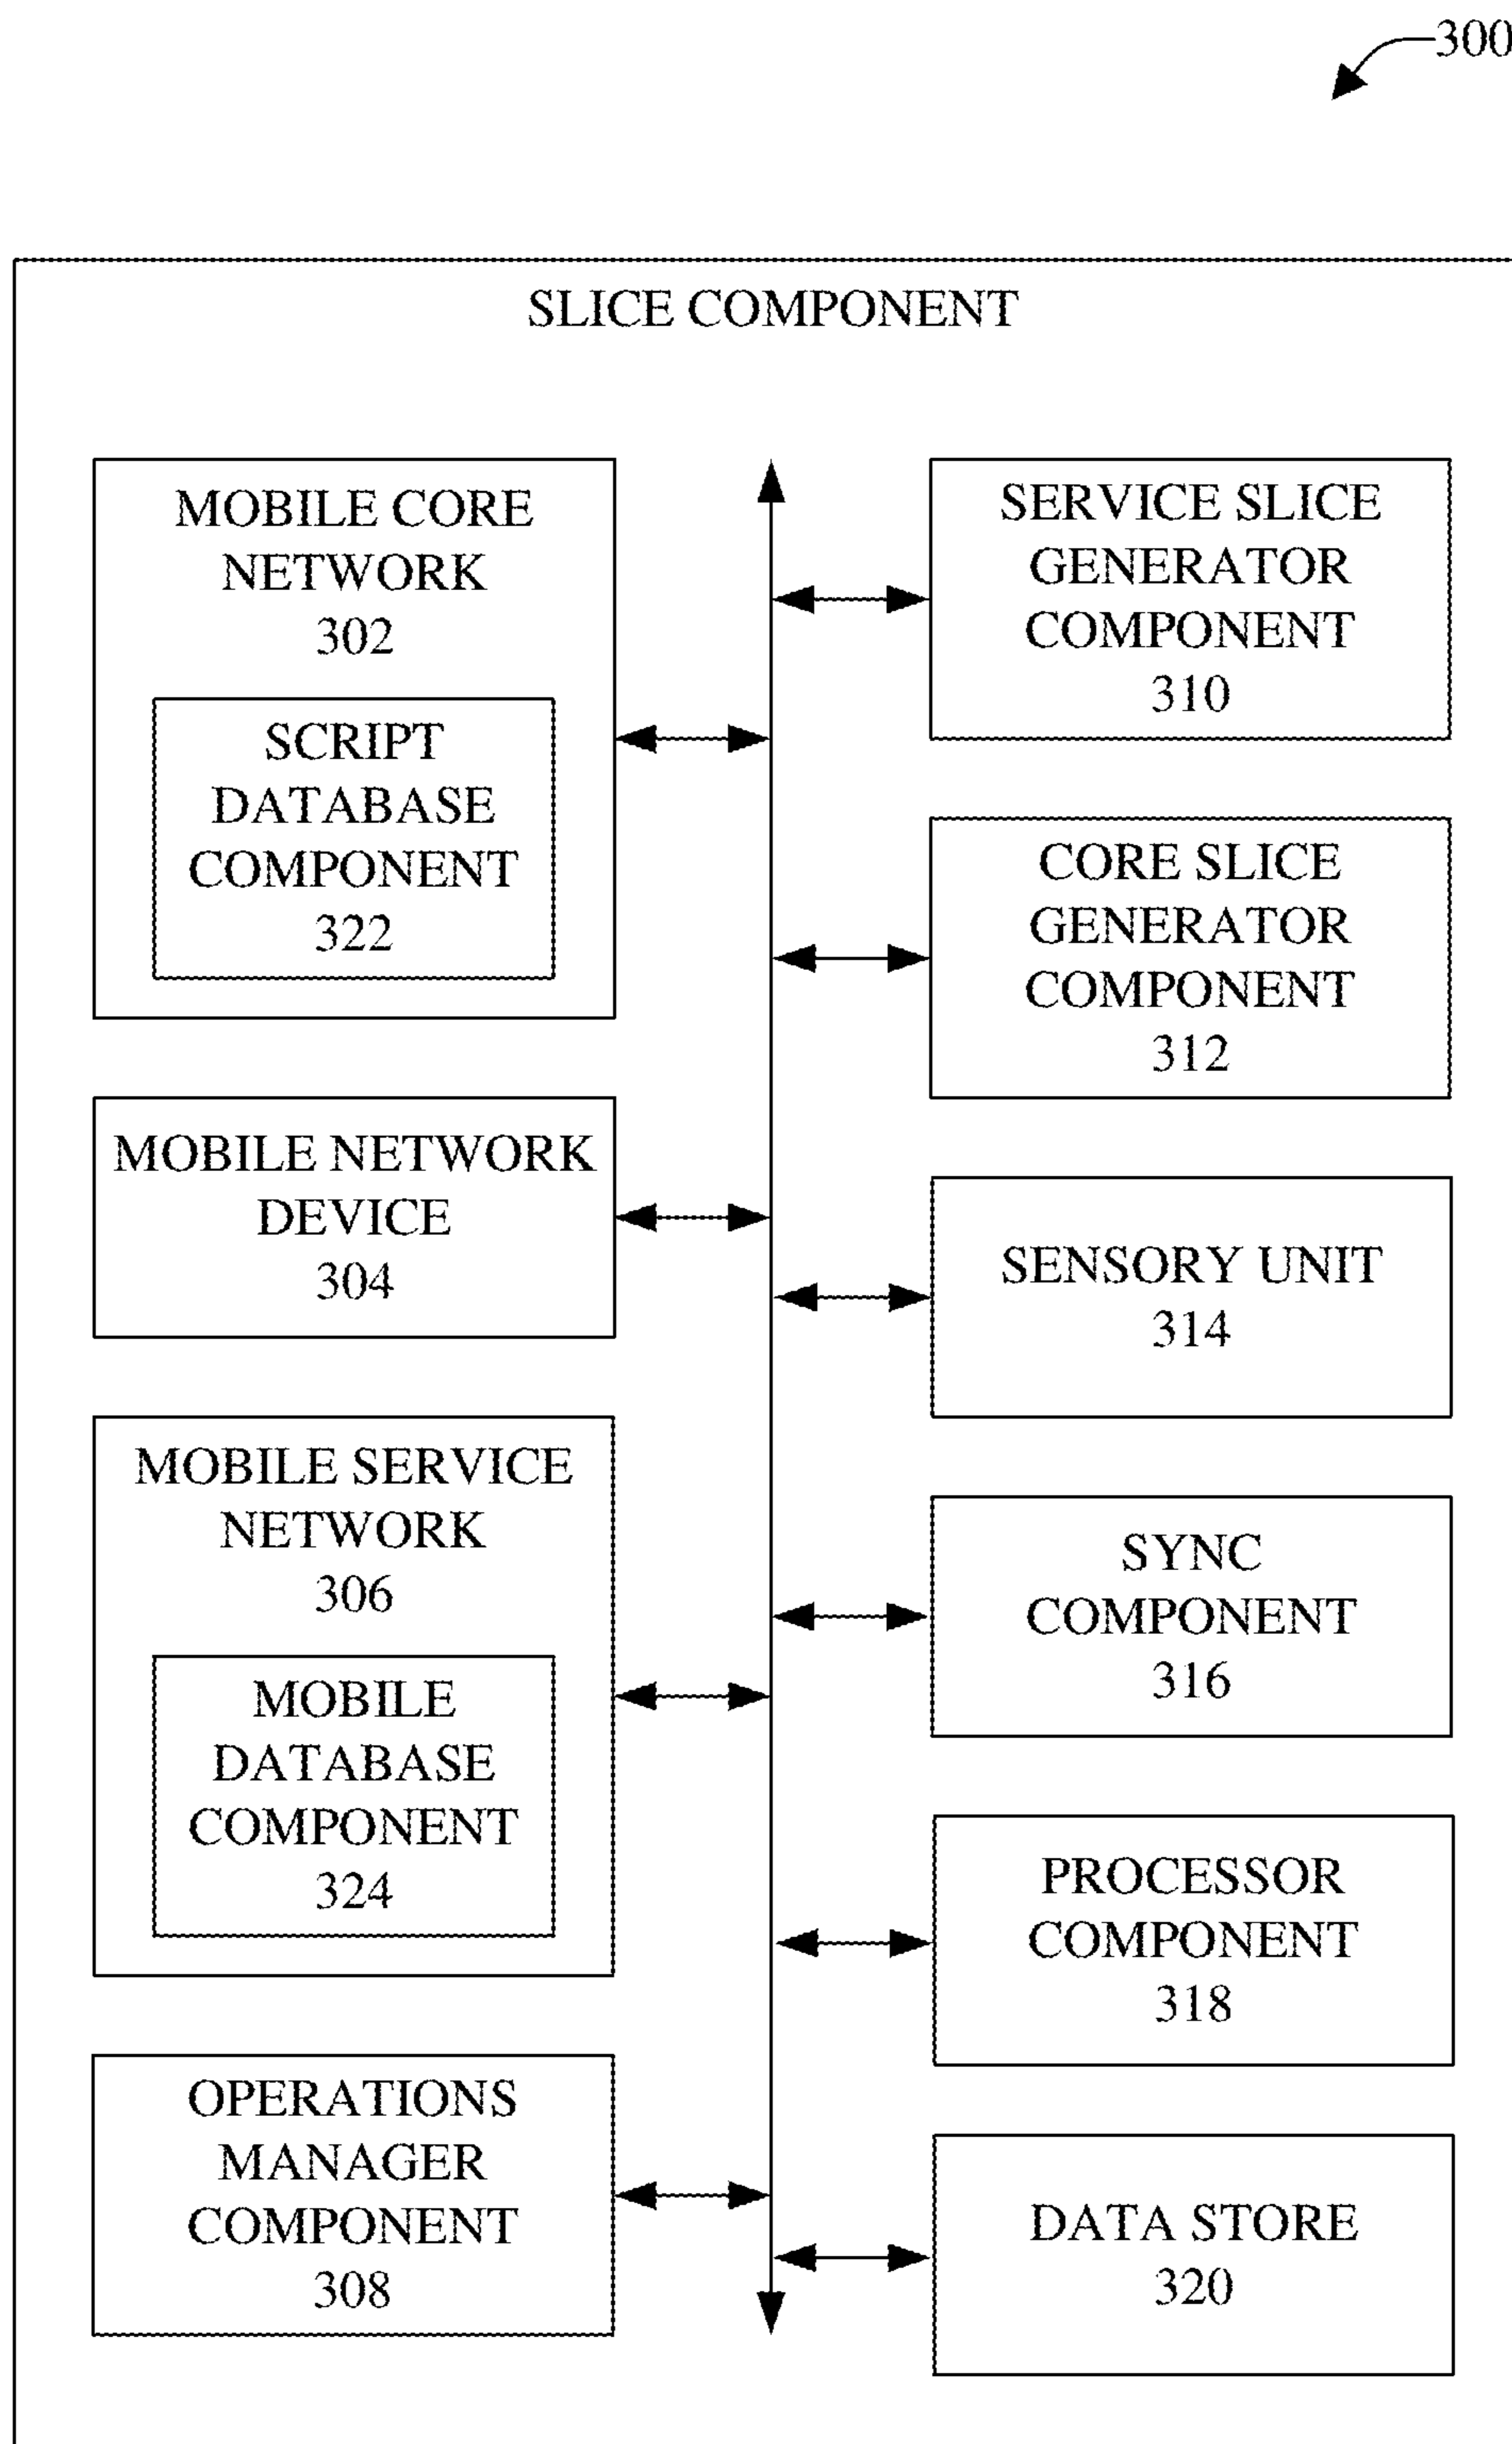 300
SLICE COMPONENT
MOBILE CORE
NETWORK
302
SCRIPT
DATABASE
COMPONENT
322
MOBILE NETWORK
DEVICE
304
MOBILE SERVICE
NETWORK
306
MOBILE
DATABASE
COMPONENT
324
OPERATIONS
MANAGER
COMPONENT
308
SERVICE SLICE
GENERATOR
COMPONENT
310
CORE SLICE
GENERATOR
COMPONENT
312
SENSORY UNIT
314
SYNC
COMPONENT
316
PROCESSOR
COMPONENT
318
DATA STORE
320